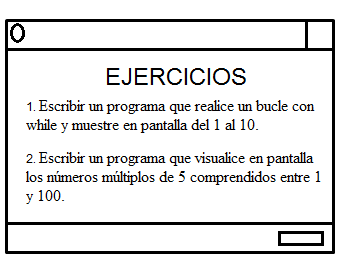 EJERCICIOS
1. Escribir un programa que realice un bucle con
while y muestre en pantalla del 1 al 10.
2. Escribir un programa que visualice en pantalla
los números múltiplos de 5 comprendidos entre 1
y 100.